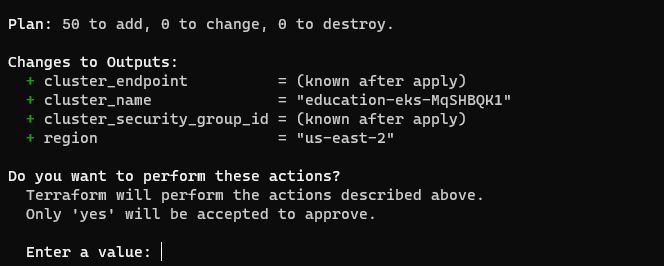 Plan: 50 to add, 0 to change, 0 to destroy.
Changes to Outputs:
+ cluster_endpoint = (known after apply)
+ cluster_name = "education-eks-MqSHBQK1"
+ cluster_security_group_id = (known after apply)
+ region = "us-east-2"
Do you want to perform these actions?
Terraform will perform the actions described above.
Only 'yes' will be accepted to approve.
Enter a value: